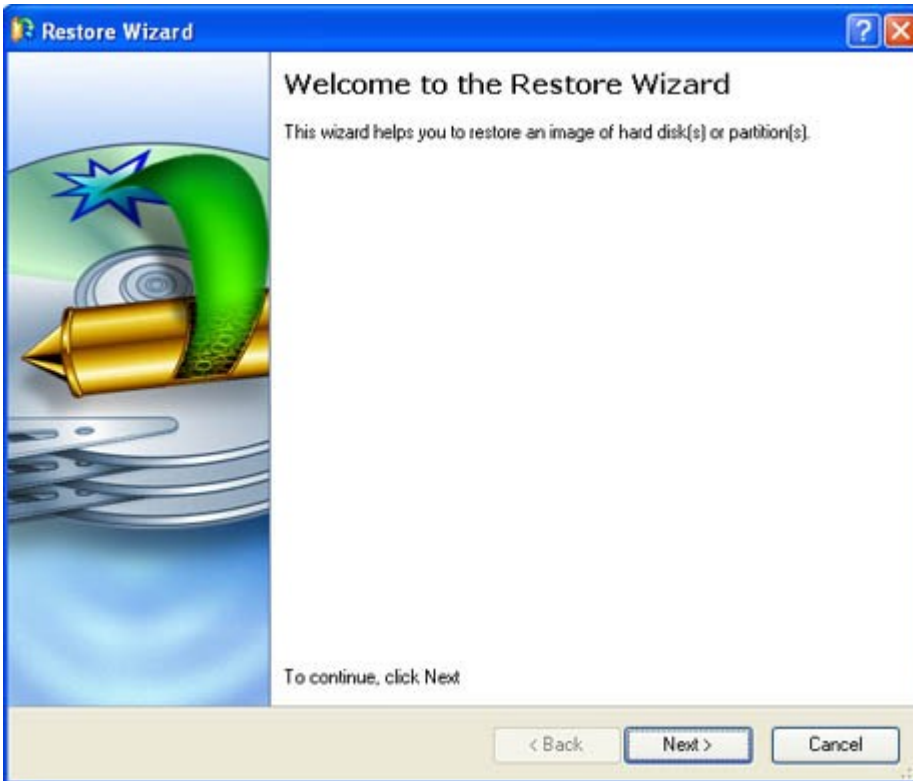 Restore Wizard
Welcome to the Restore Wizard
This wizard helps you to restore an image of hard disk(s) or partition(s).
To continue, click Next
< Back
Next >
Cancel